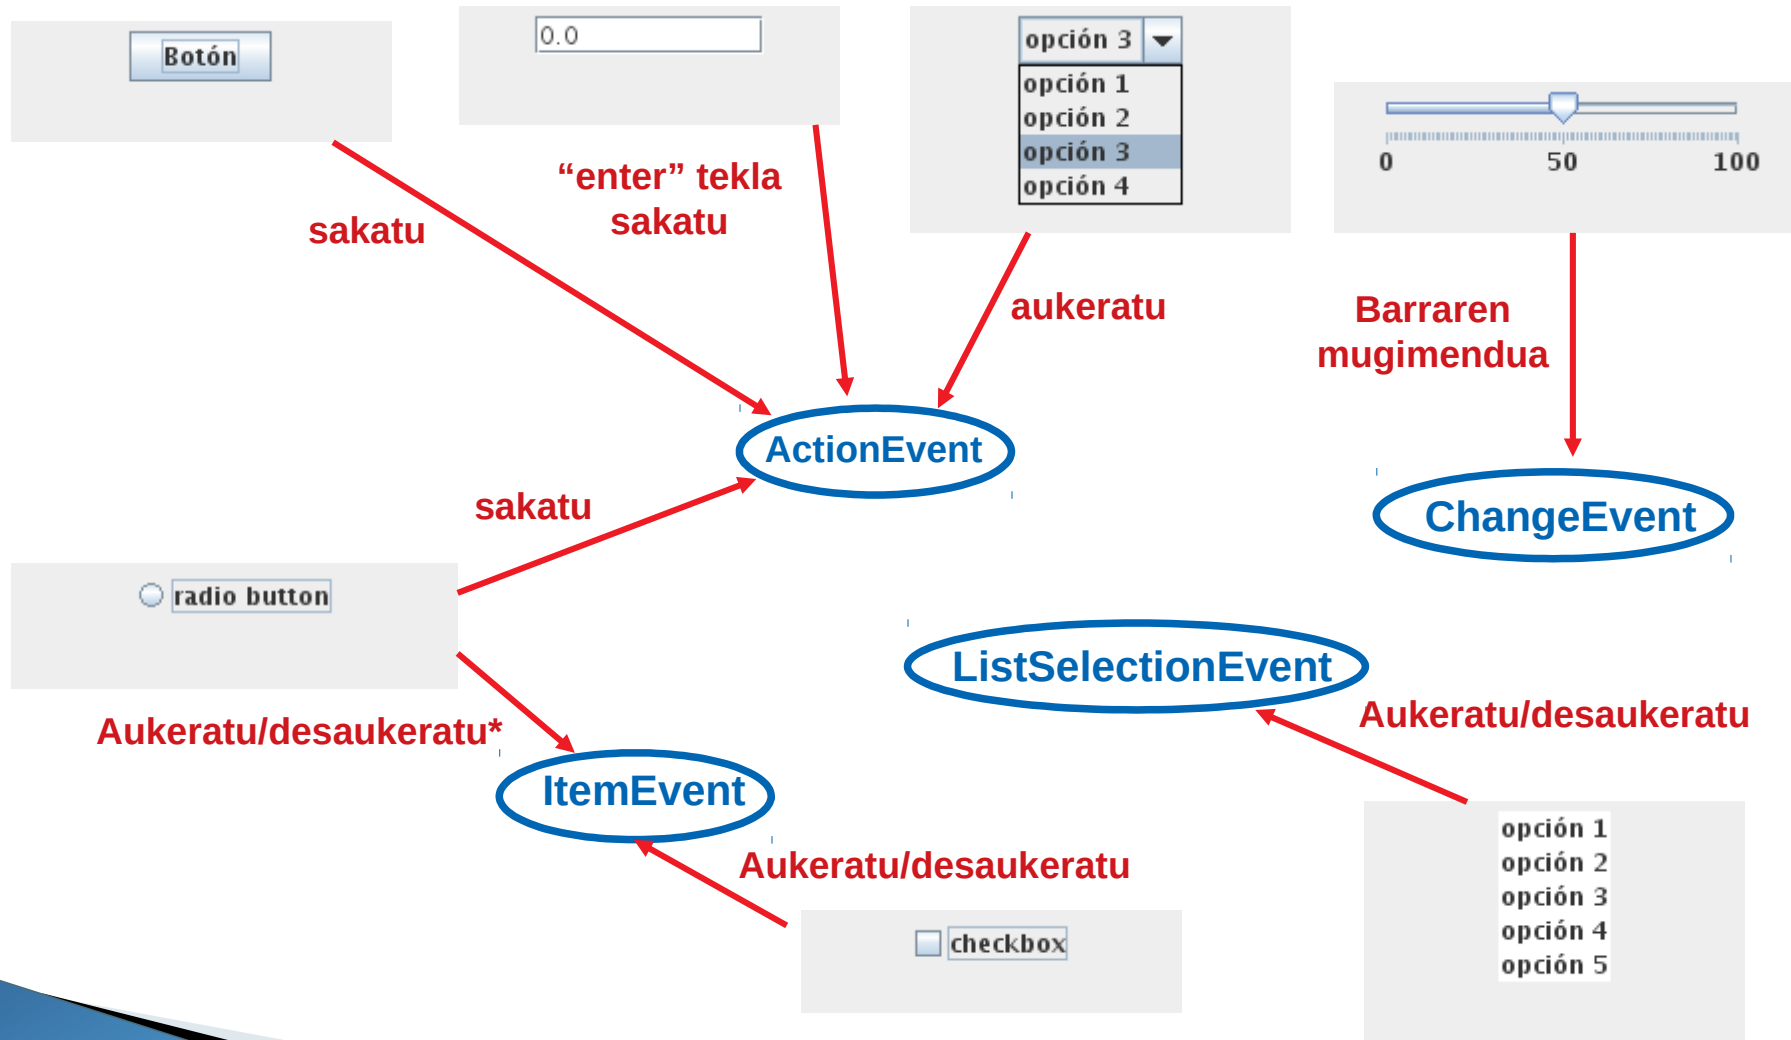 Botón
0.0
opción 3
opción 1
opción 2
opción 3
opción 4
0 50 100
sakatu
“enter” tekla
sakatu
aukeratu
Barraren
mugimendua
ActionEvent
ChangeEvent
sakatu
radio button
ListSelectionEvent
Aukeratu/desaukeratu*
Aukeratu/desaukeratu
ItemEvent
Aukeratu/desaukeratu
checkbox
opción 1
opción 2
opción 3
opción 4
opción 5